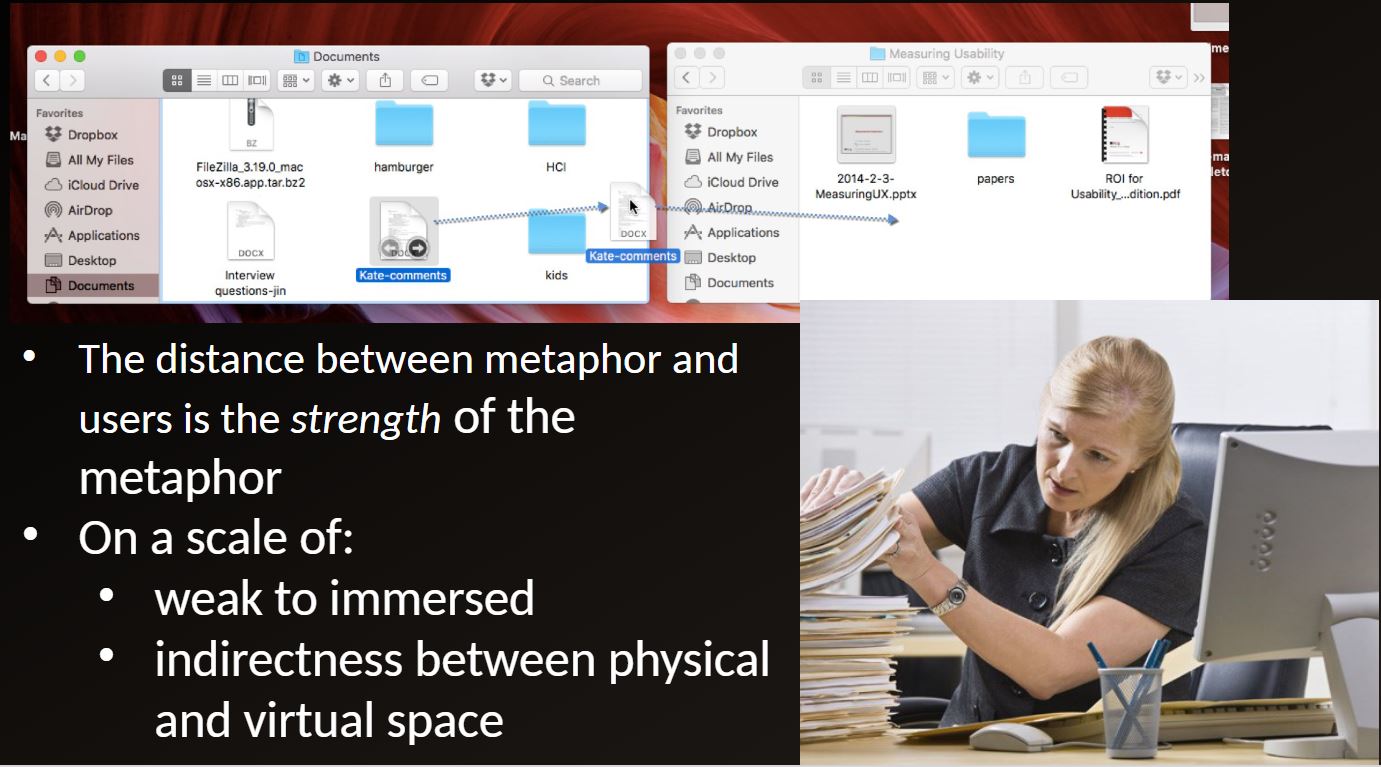 Documents
Search
Favorites
Dropbox
All My Files
iCloud Drive
AirDrop
Applications
Desktop
Documents
BZ
FileZilla_3.19.0_mac
osx-x86.app.tar.bz2
hamburger
HCI
DOCX
Interview
questions-jin
Kate-comments
kids
DOCX
Kate-comments
Measuring Usability
Favorites
Dropbox
All My Files
iCloud Drive
AirDrop
Applications
Desktop
Documents
2014-2-3-
MeasuringUX.pptx
papers
ROI for
Usability_...dition.pdf
• The distance between metaphor and
users is the strength of the
metaphor
• On a scale of:
• weak to immersed
• indirectness between physical
and virtual space